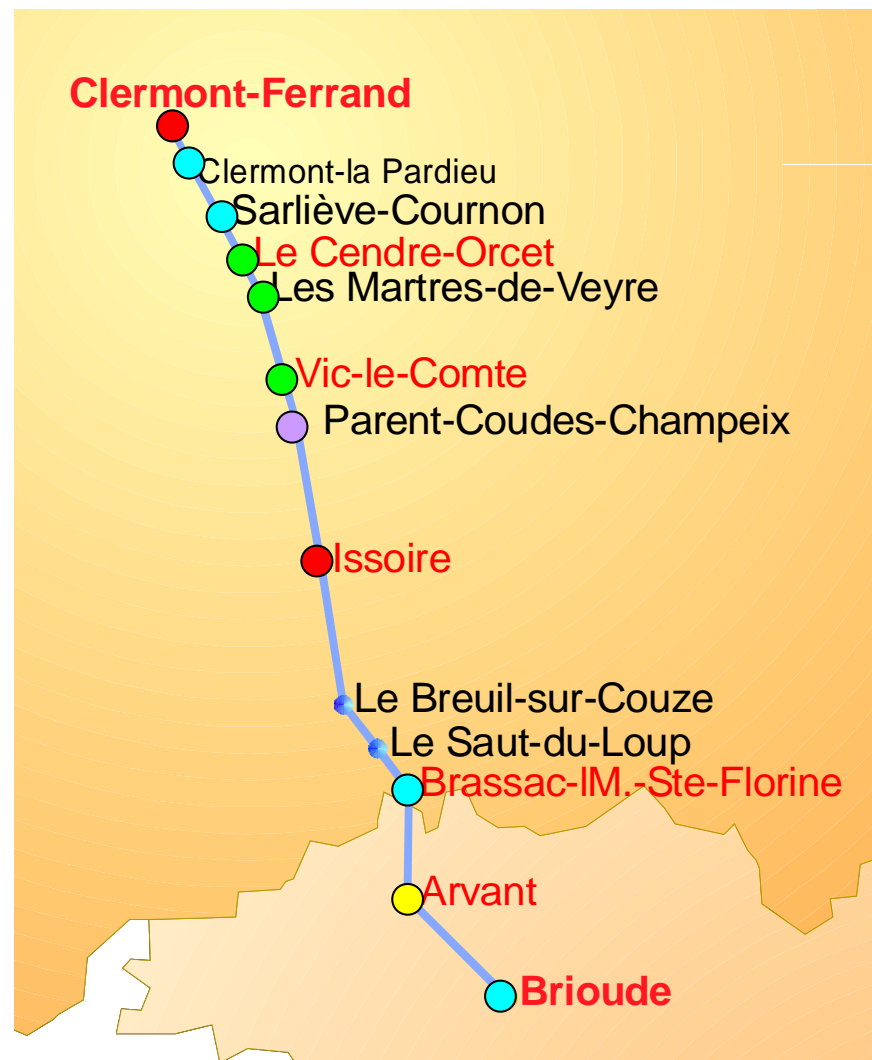 Clermont-Ferrand
Clermont-la Pardieu
Sarliève-Cournon
Le Cendre-Orcet
Les Martres-de-Veyre
Vic-le-Comte
Parent-Coudes-Champeix
Issoire
Le Breuil-sur-Couze
Le Saut-du-Loup
Brassac-lM.-Ste-Florine
Arvant
Brioude